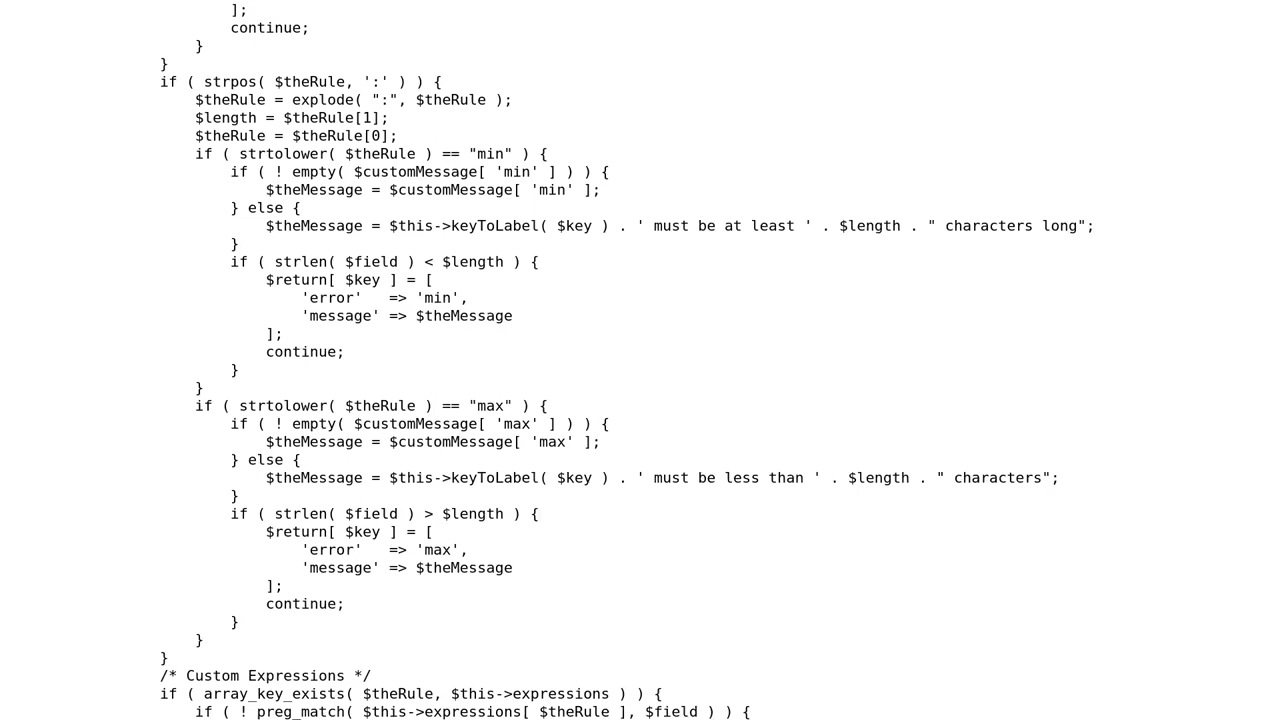 ];
continue;
}
}
if ( strpos( $theRule, ':' ) ) {
$theRule = explode( ":", $theRule );
$length = $theRule[1];
$theRule = $theRule[0];
if ( strtolower( $theRule ) == "min" ) {
if ( ! empty( $customMessage[ 'min' ] ) ) {
$theMessage = $customMessage[ 'min' ];
} else {
$theMessage = $this->keyToLabel( $key ) . ' must be at least ' . $length . " characters long";
}
if ( strlen( $field ) < $length ) {
$return[ $key ] = [
'error'   => 'min',
'message' => $theMessage
];
continue;
}
}
if ( strtolower( $theRule ) == "max" ) {
if ( ! empty( $customMessage[ 'max' ] ) ) {
$theMessage = $customMessage[ 'max' ];
} else {
$theMessage = $this->keyToLabel( $key ) . ' must be less than ' . $length . " characters";
}
if ( strlen( $field ) > $length ) {
$return[ $key ] = [
'error'   => 'max',
'message' => $theMessage
];
continue;
}
}
}
/* Custom Expressions */
if ( array_key_exists( $theRule, $this->expressions ) ) {
if ( ! preg_match( $this->expressions[ $theRule ], $field ) ) {